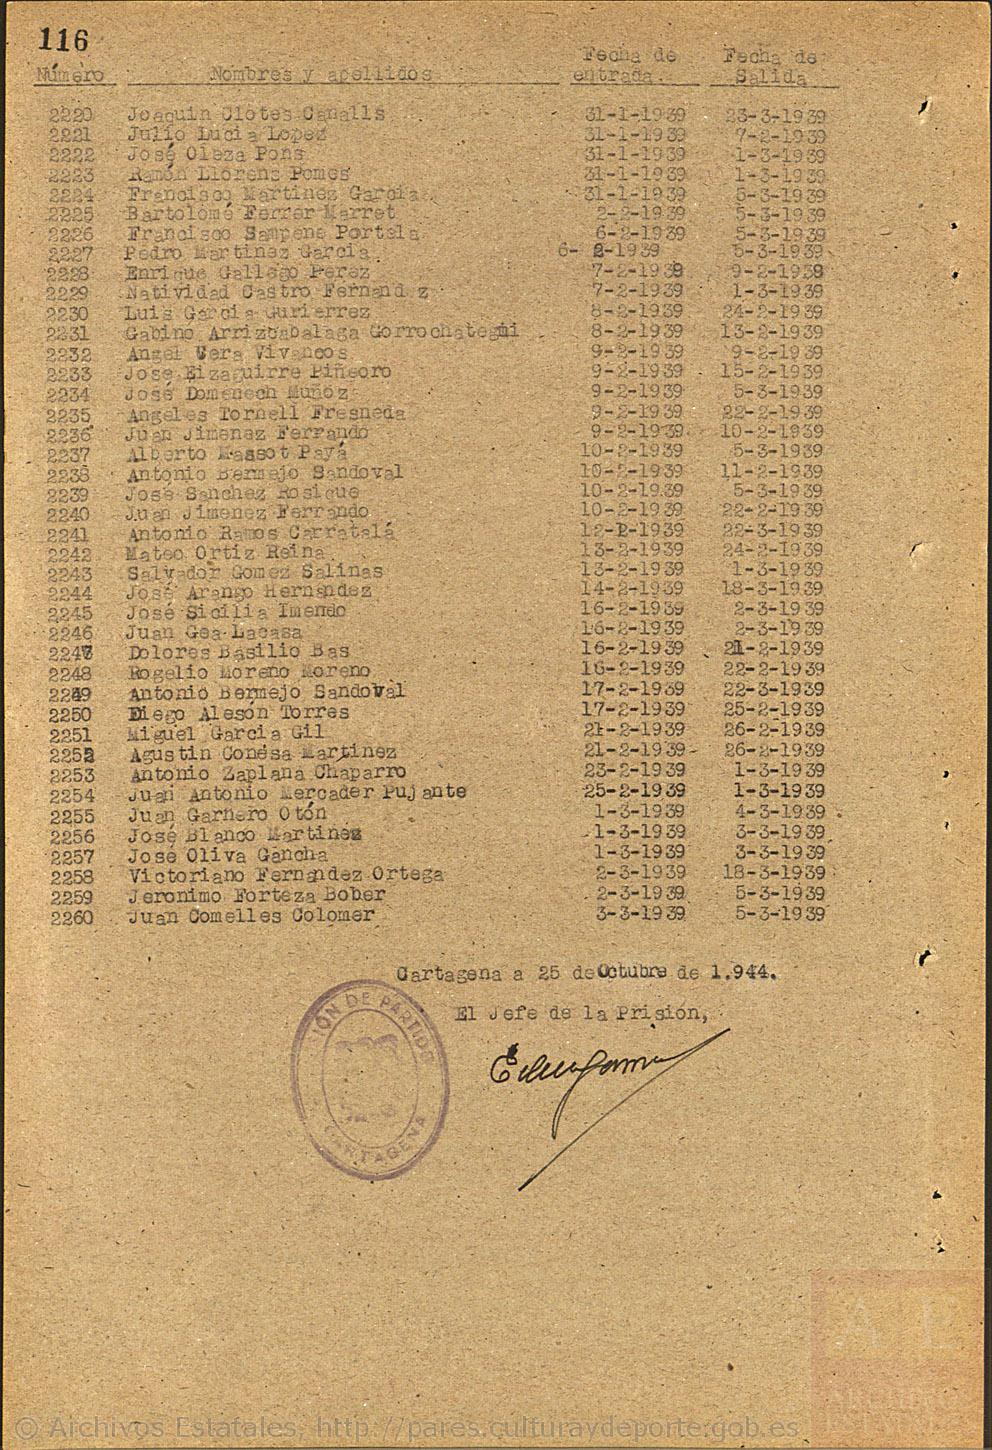 116
Número Nombres y apellidos Fecha de entrada. Fecha de Salida
2220 Joaquin Clotes Canalls 31-1-1939 23-3-1939
2221 Julio Lucia Lopez 31-1-1939 7-2-1939
2222 José Oleza Pons 31-1-1939 1-3-1939
2223 Ramón Llorens Pomes 31-1-1939 1-3-1939
2224 Francisco Martinez Garcia 31-1-1939 5-3-1939
2225 Bartolomé Ferrer Marret 2-2-1939 5-3-1939
2226 Francisco Sampene Portela 6-2-1939 5-3-1939
2227 Pedro Martinez Garcia 6- 2-1939 5-3-1939
2228 Enrique Gallego Perez 7-2-1939 9-2-1939
2229 Natividad Castro Fernand z 7-2-1939 1-3-1939
2230 Luis Garcia Gutierrez 8-2-1939 24-2-1939
2231 Gabino Arrizcabalaga Gorrochategui 8-2-1939 13-2-1939
2232 Angel Vera Vivancos 9-2-1939 9-2-1939
2233 Jose Eizaguirre Piñeoro 9-2-1939 15-2-1939
2234 José Domenech Muñoz 9-2-1939 5-3-1939
2235 Angeles Tornell Fresneda 9-2-1939 22-2-1939
2236 Juan Jimenez Ferrando 9-2-1939 10-2-1939
2237 Alberto Massot Payá 10-2-1939 5-3-1939
2238 Antonio Bermejo Sandoval 10-2-1939 11-2-1939
2239 José Sanchez Rosique 10-2-1939 5-3-1939
2240 Juan Jimenez Ferrando 10-2-1939 22-2-1939
2241 Antonio Ramos Carratalá 12-2-1939 22-3-1939
2242 Mateo Ortiz Reina 13-2-1939 24-2-1939
2243 Salvador Gomez Salinas 13-2-1939 1-3-1939
2244 José Arango Hernandez 14-2-1939 18-3-1939
2245 José Sicilia Imendo 16-2-1939 2-3-1939
2246 Juan Gea Lacasa 16-2-1939 2-3-1939
2247 Dolores Basilio Bas 16-2-1939 21-2-1939
2248 Rogelio Moreno Moreno 16-2-1939 22-2-1939
2249 Antonio Bermejo Sandoval 17-2-1939 22-3-1939
2250 Diego Alesón Torres 17-2-1939 25-2-1939
2251 Miguel Garcia Gil 21-2-1939 26-2-1939
2252 Agustin Conesa Martinez 21-2-1939 26-2-1939
2253 Antonio Zaplana Chaparro 23-2-1939 1-3-1939
2254 Juan Antonio Mercader Pujante 25-2-1939 1-3-1939
2255 Juan Garnero Otón 1-3-1939 4-3-1939
2256 José Blanco Martinez 1-3-1939 3-3-1939
2257 José Oliva Gancha 1-3-1939 3-3-1939
2258 Victoriano Fernandez Ortega 2-3-1939 18-3-1939
2259 Jeronimo Forteza Bober 2-3-1939 5-3-1939
2260 Juan Comelles Colomer 3-3-1939 5-3-1939
Cartagena a 25 de Octubre de 1.944.
El Jefe de la Prisión,
IÓN DE PARTIDO
CARTAGENA
© Archivos Estatales, http://pares.culturaydeporte.gob.es